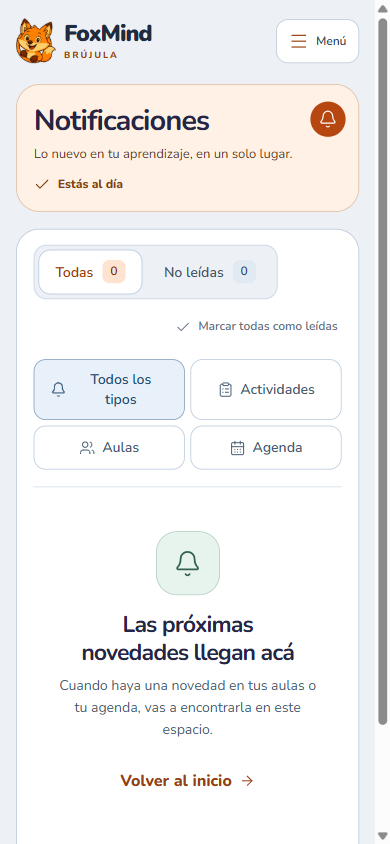 FoxMind
BRÚJULA
Menú
Notificaciones
Lo nuevo en tu aprendizaje, en un solo lugar.
Estás al día
Todas 0
No leídas 0
Marcar todas como leídas
Todos los
tipos
Actividades
Aulas
Agenda
Las próximas
novedades llegan acá
Cuando haya una novedad en tus aulas o
tu agenda, vas a encontrarla en este
espacio.
Volver al inicio